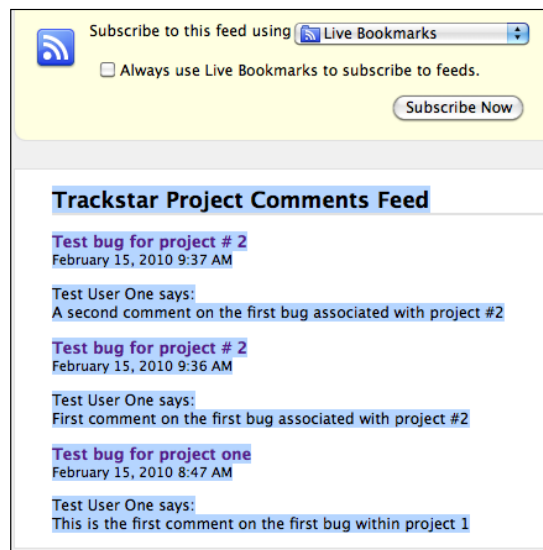 Subscribe to this feed using Live Bookmarks
Always use Live Bookmarks to subscribe to feeds.
Subscribe Now
Trackstar Project Comments Feed
Test bug for project # 2
February 15, 2010 9:37 AM
Test User One says:
A second comment on the first bug associated with project #2
Test bug for project # 2
February 15, 2010 9:36 AM
Test User One says:
First comment on the first bug associated with project #2
Test bug for project one
February 15, 2010 8:47 AM
Test User One says:
This is the first comment on the first bug within project 1